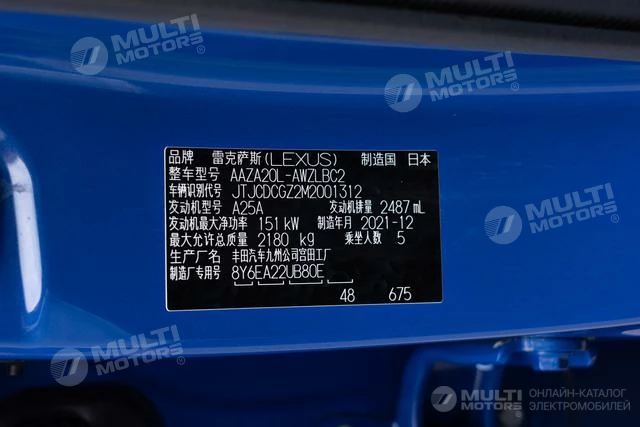 MULTI
MOTORS
MULTI
MOTORS
品牌 雷克萨斯(LEXUS) 制造国 日本
整车型号 AAZA20L-AWZLBC2
车辆识别代号 JTJCDCGZ2M2001312
发动机型号 A25A 发动机排量 2487 mL
发动机最大净功率 151 kW 制造年月 2021-12
最大允许总质量 2180 kg 乘坐人数 5
生产厂名 丰田汽车九州公司宫田工厂
制造厂专用号 8Y6EA22UB80E
48 675
MULTI
MOTORS
MULTI
MOTORS
MULTI
MOTORS
ОНЛАЙН-КАТАЛОГ
ЭЛЕКТРОМОБИЛЕЙ